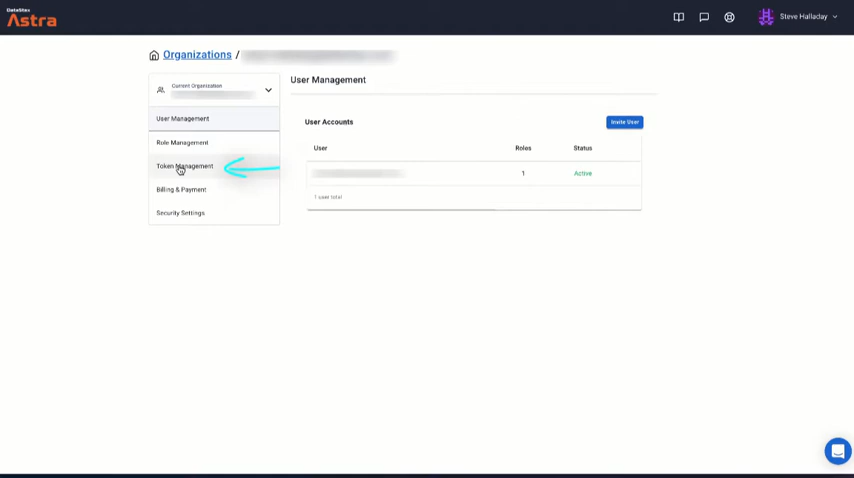 DataStax
Astra
Steve Halladay
Organizations /
Current Organization
User Management
Role Management
Token Management
Billing & Payment
Security Settings
User Management
User Accounts
Invite User
User Roles Status
1 Active
1 user total